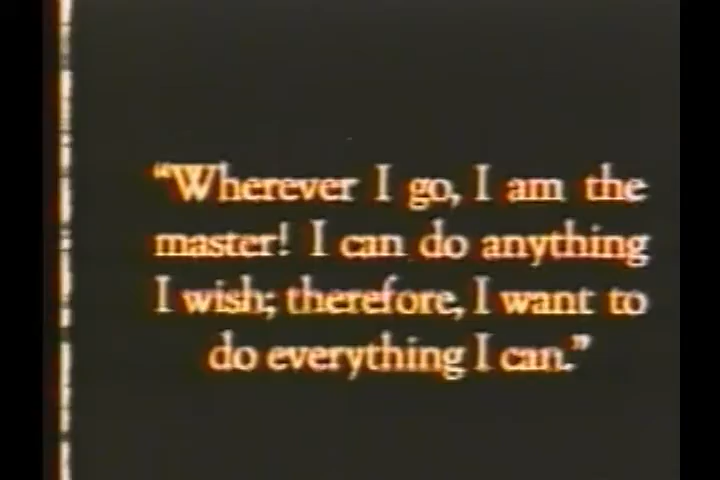 “Wherever I go, I am the
master! I can do anything
I wish; therefore, I want to
do everything I can.”